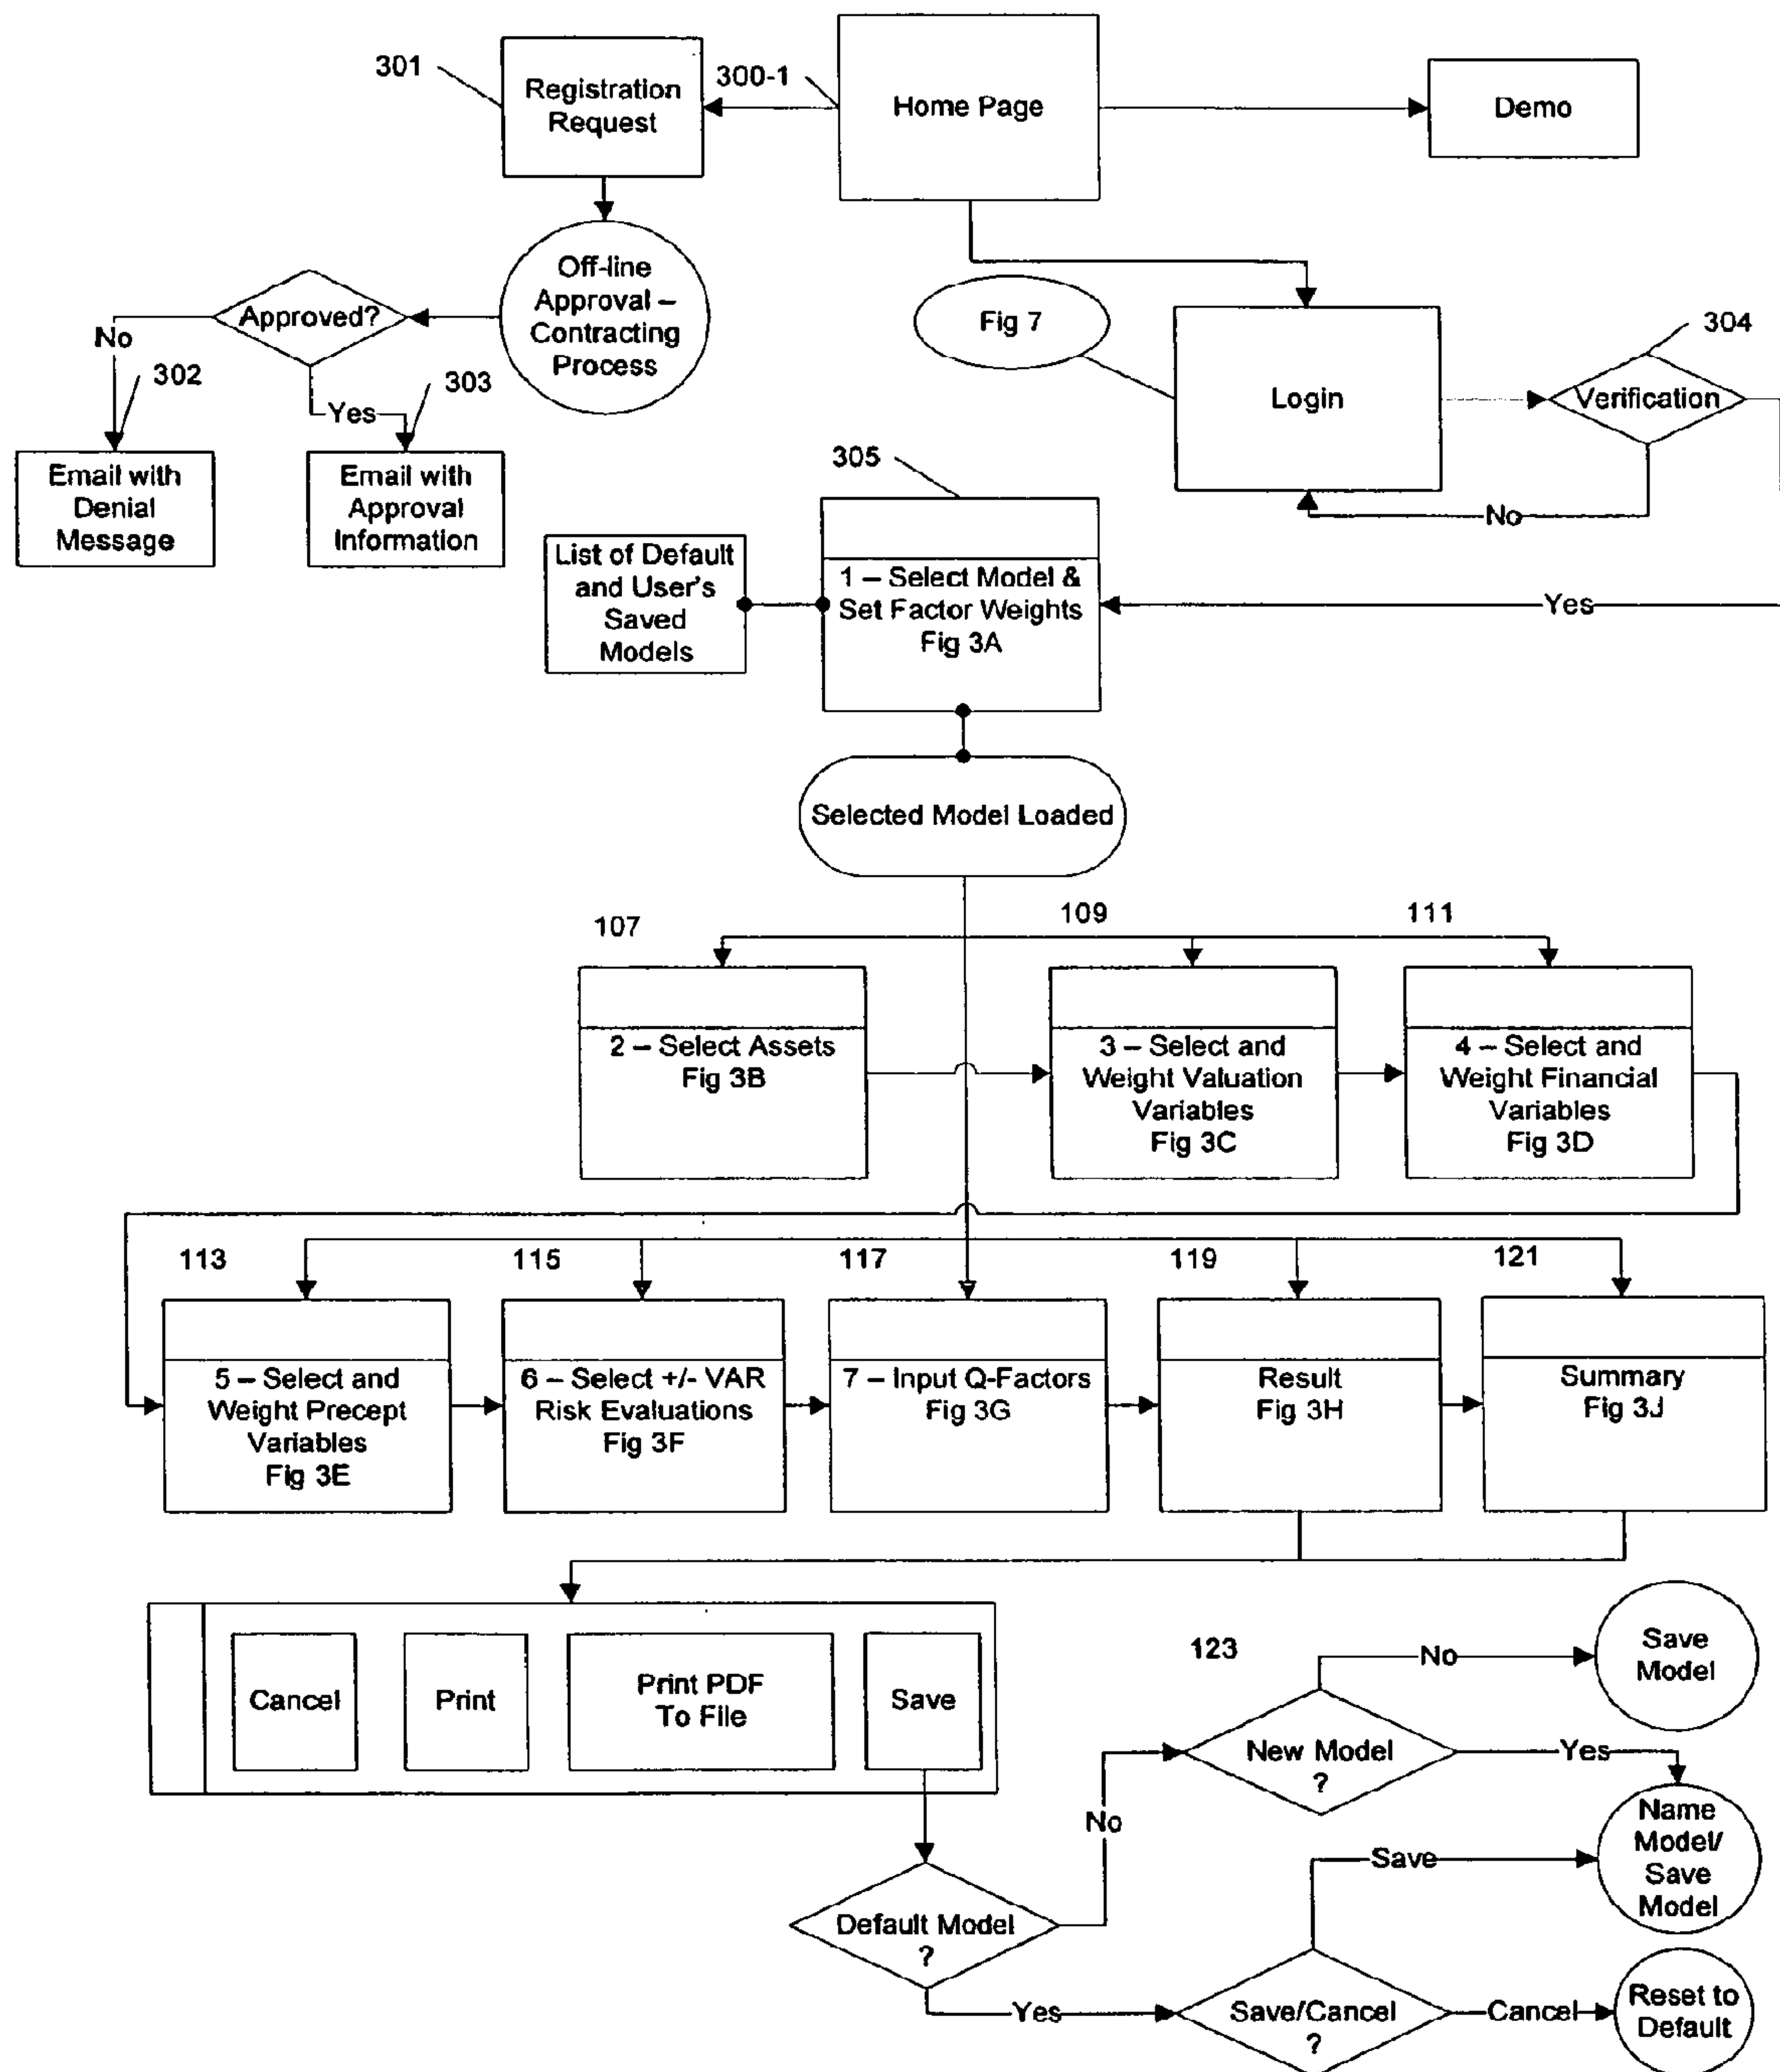 301
Registration
Request
300-1
Home Page
Demo
Off-line
Approval –
Contracting
Process
Approved?
No
302
Yes
303
Email with
Denial
Message
Email with
Approval
Information
Fig 7
Login
304
Verification
No
305
List of Default
and User's
Saved
Models
1 – Select Model &
Set Factor Weights
Fig 3A
Yes
Selected Model Loaded
107
109
111
2 – Select Assets
Fig 3B
3 – Select and
Weight Valuation
Variables
Fig 3C
4 – Select and
Weight Financial
Variables
Fig 3D
113
115
117
119
121
5 – Select and
Weight Precept
Variables
Fig 3E
6 – Select +/- VAR
Risk Evaluations
Fig 3F
7 – Input Q-Factors
Fig 3G
Result
Fig 3H
Summary
Fig 3J
Cancel
Print
Print PDF
To File
Save
123
No
Save
Model
New Model
?
Yes
No
Name
Model/
Save
Model
Save
Default Model
?
Yes
Save/Cancel
?
Cancel
Reset to
Default